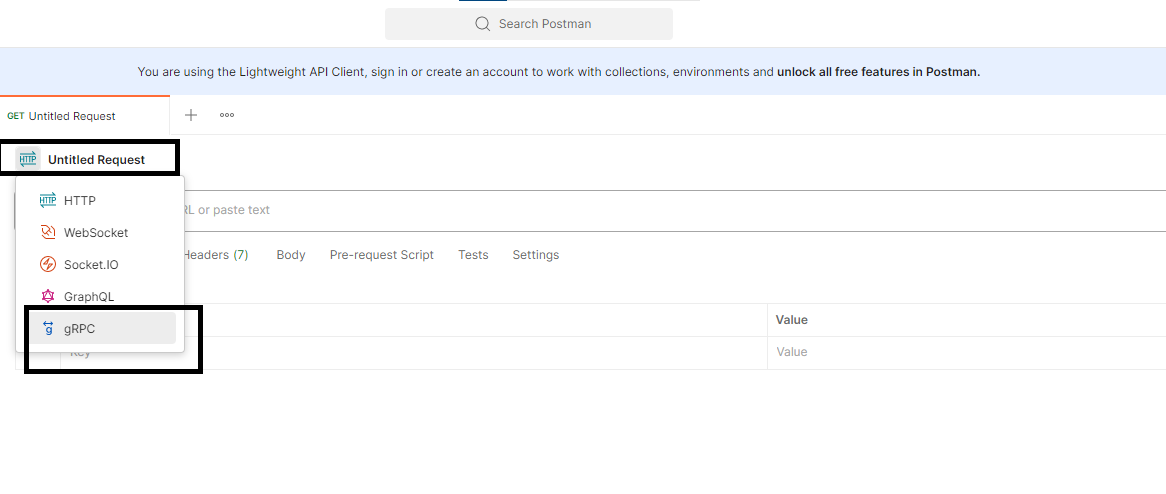 Search Postman
You are using the Lightweight API Client, sign in or create an account to work with collections, environments and unlock all free features in Postman.
GET Untitled Request
HTTP Untitled Request
HTTP HTTP
WebSocket
RL or paste text
Socket.IO
Headers (7) Body Pre-request Script Tests Settings
GraphQL
g gRPC
Value
Key Value